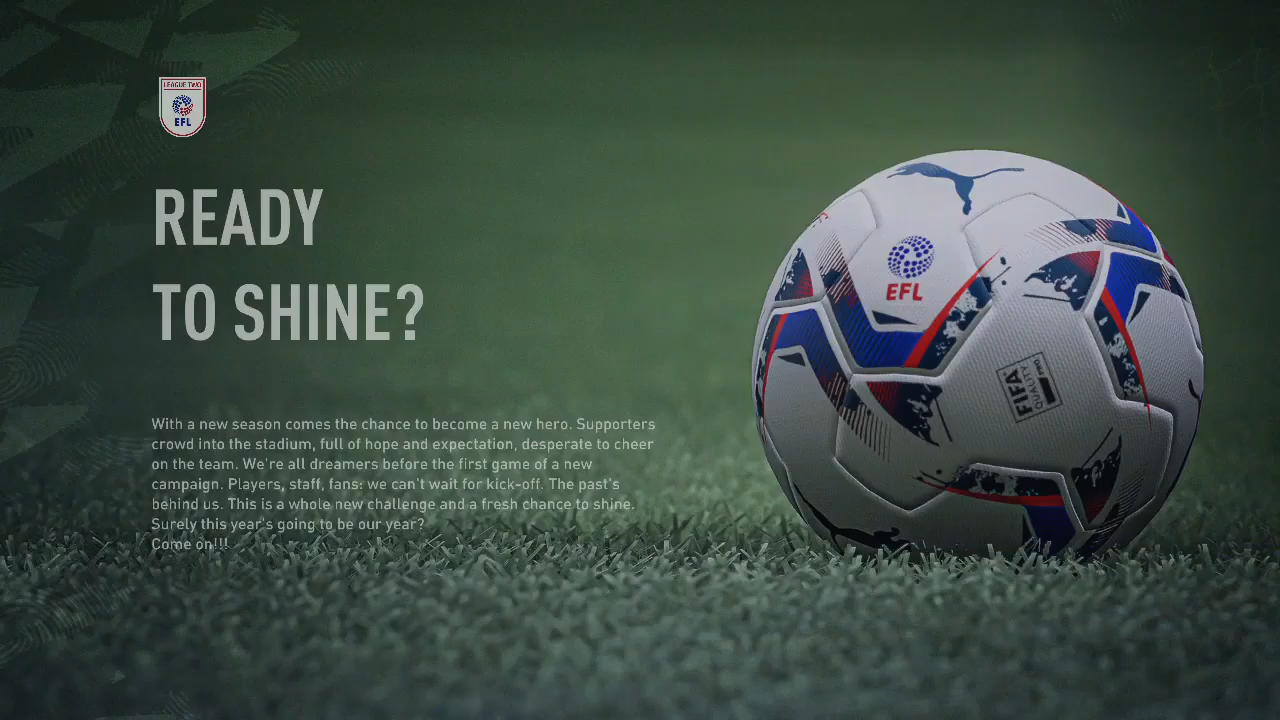 LEAGUE TWO
EFL
READY
TO SHINE?
With a new season comes the chance to become a new hero. Supporters
crowd into the stadium, full of hope and expectation, desperate to cheer
on the team. We're all dreamers before the first game of a new
campaign. Players, staff, fans: we can't wait for kick-off. The past's
behind us. This is a whole new challenge and a fresh chance to shine.
Surely this year's going to be our year?
Come on!!!
EFL
FIFA
QUALITY
PRO